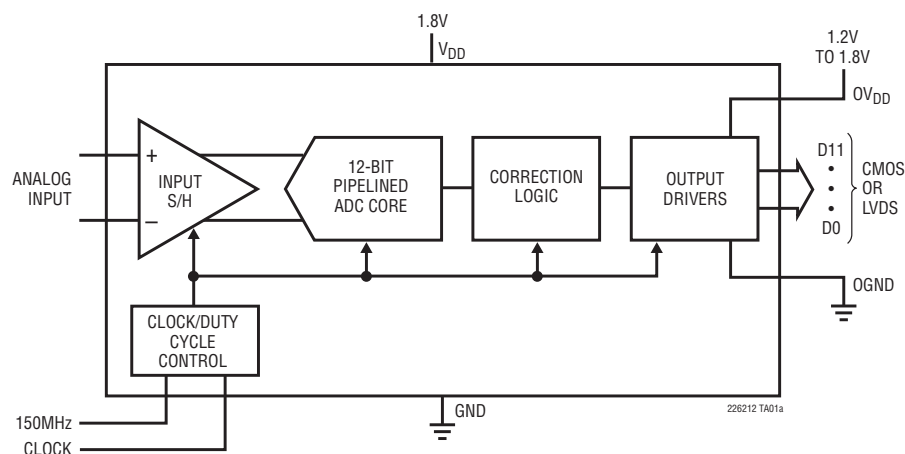 1.8V
VDD
1.2V
TO 1.8V
OVDD
ANALOG
INPUT
+
−
INPUT
S/H
12-BIT
PIPELINED
ADC CORE
CORRECTION
LOGIC
OUTPUT
DRIVERS
D11
•
•
•
D0
CMOS
OR
LVDS
OGND
CLOCK/DUTY
CYCLE
CONTROL
150MHz
CLOCK
GND
226212 TA01a